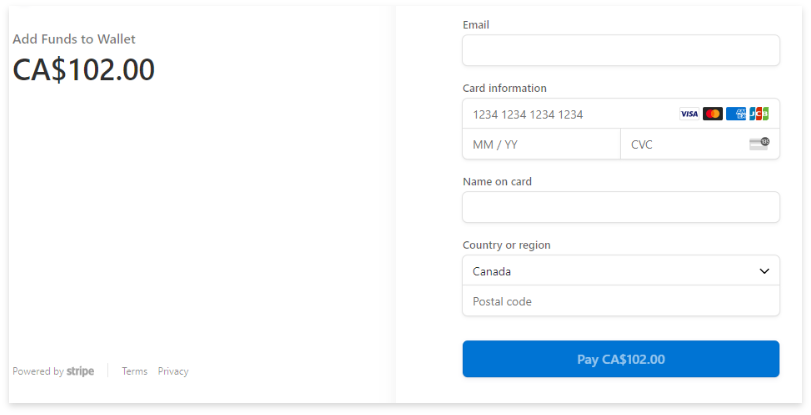 Add Funds to Wallet
CA$102.00
Powered by stripe
Terms Privacy
Email
Card information
1234 1234 1234 1234
VISA
JCB
MM / YY
CVC
Name on card
Country or region
Canada
Postal code
Pay CA$102.00